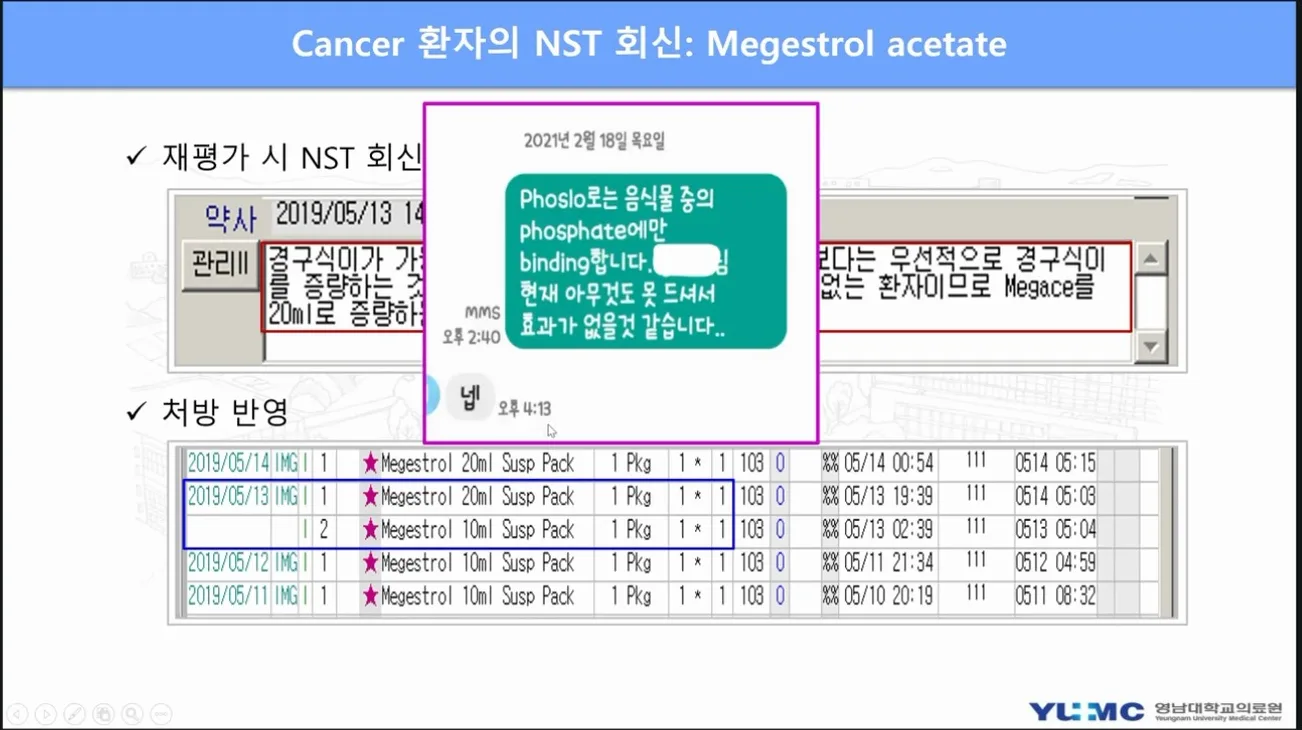 Cancer 환자의 NST 회신: Megestrol acetate
✓ 재평가 시 NST 회신
약사 2019/05/13 14
관리II
경구식이가 가
를 증량하는 것
20ml로 증량하는
보다는 우선적으로 경구식이
없는 환자이므로 Megace를
2021년 2월 18일 목요일
Phoslo로는 음식물 중의
phosphate에만
binding합니다. 님
현재 아무것도 못 드셔서
효과가 없을것 같습니다..
MMS
오후 2:40
넵
오후 4:13
✓ 처방 반영
2019/05/14 IMG I 1 ★Megestrol 20ml Susp Pack 1 Pkg 1 * 1 103 0 %% 05/14 00:54 111 0514 05:15
2019/05/13 IMG I 1 ★Megestrol 20ml Susp Pack 1 Pkg 1 * 1 103 0 %% 05/13 19:39 111 0514 05:03
I 2 ★Megestrol 10ml Susp Pack 1 Pkg 1 * 1 103 0 %% 05/13 02:39 111 0513 05:04
2019/05/12 IMG I 1 ★Megestrol 10ml Susp Pack 1 Pkg 1 * 1 103 0 %% 05/11 21:34 111 0512 04:59
2019/05/11 IMG I 1 ★Megestrol 10ml Susp Pack 1 Pkg 1 * 1 103 0 %% 05/10 20:19 111 0511 08:32
YUMC 영남대학교의료원
Yeungnam University Medical Center